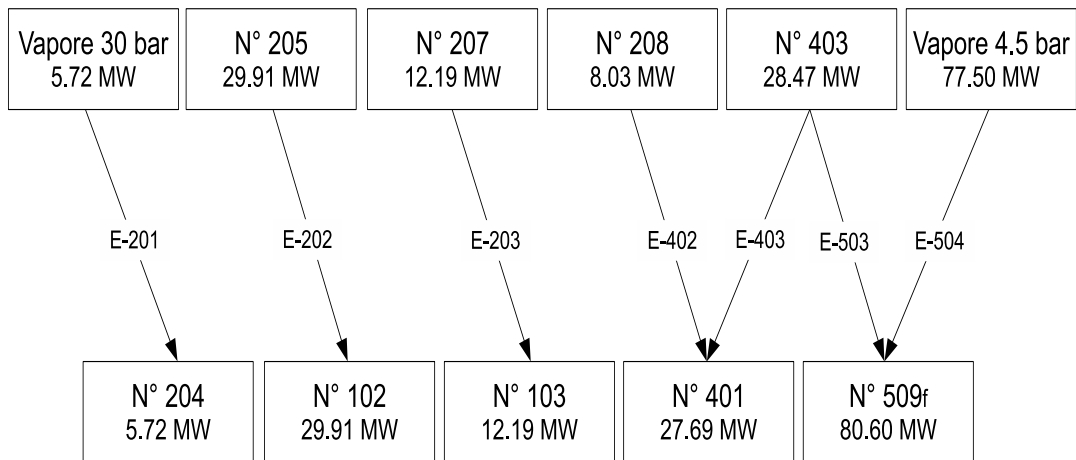 Vapore 30 bar
5.72 MW
N° 205
29.91 MW
N° 207
12.19 MW
N° 208
8.03 MW
N° 403
28.47 MW
Vapore 4.5 bar
77.50 MW
E-201
E-202
E-203
E-402
E-403
E-503
E-504
N° 204
5.72 MW
N° 102
29.91 MW
N° 103
12.19 MW
N° 401
27.69 MW
N° 509f
80.60 MW